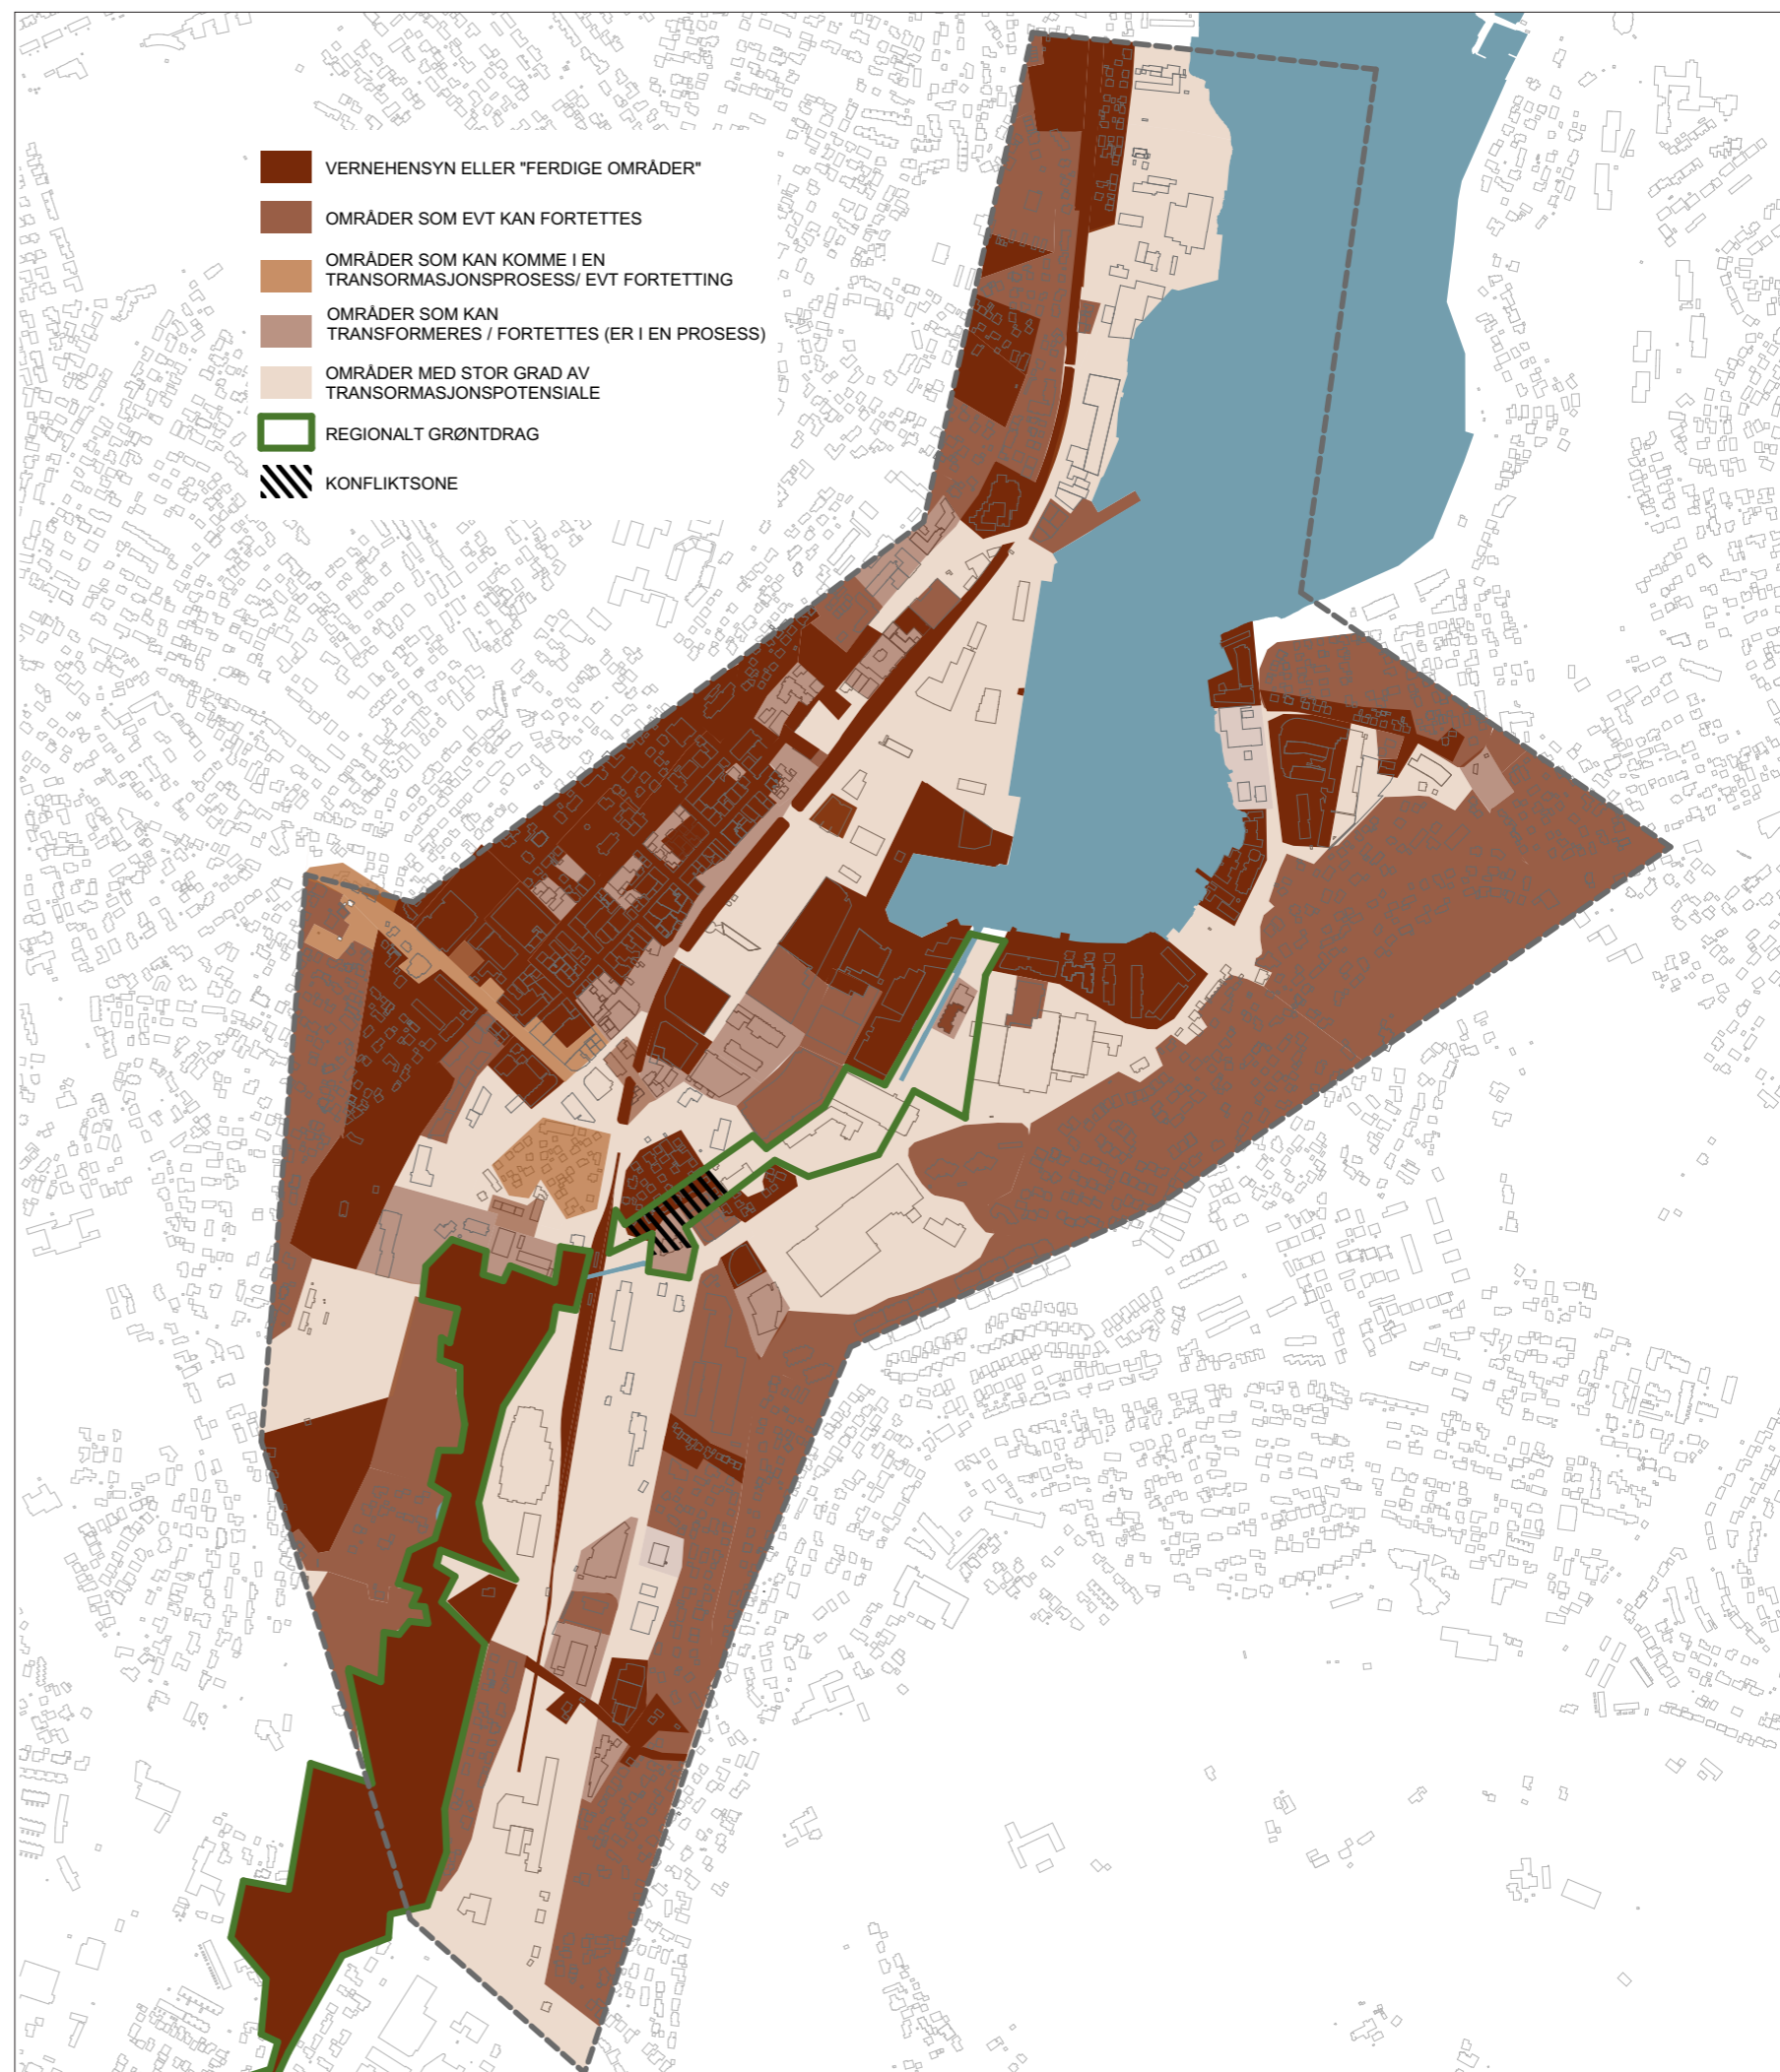 VERNEHENSYN ELLER "FERDIGE OMRÅDER"
OMRÅDER SOM EVT KAN FORTETTES
OMRÅDER SOM KAN KOMME I EN
TRANSORMASJONSPROSESS/ EVT FORTETTING
OMRÅDER SOM KAN
TRANSFORMERES / FORTETTES (ER I EN PROSESS)
OMRÅDER MED STOR GRAD AV
TRANSORMASJONSPOTENSIALE
REGIONALT GRØNTDRAG
KONFLIKTSONE